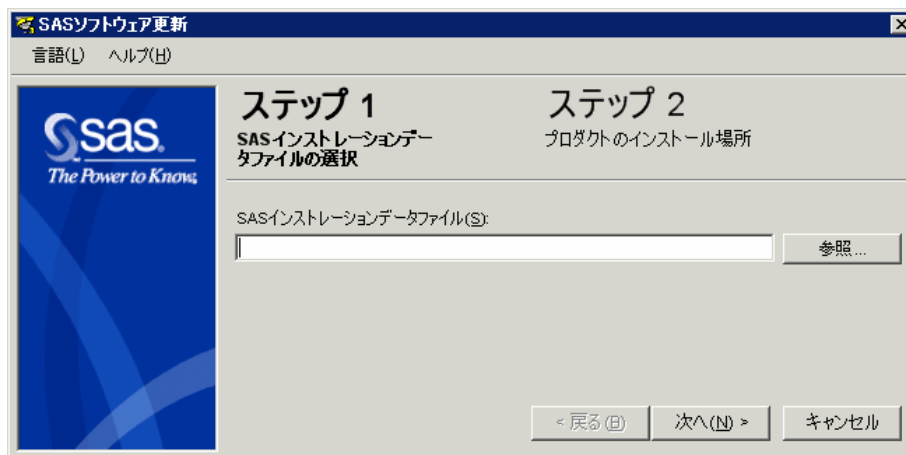 SASソフトウェア更新
言語(L) ヘルプ(H)
sas.
The Power to Know.
ステップ 1
SASインストレーションデー
タファイルの選択
ステップ 2
プロダクトのインストール場所
SASインストレーションデータファイル(S):
参照...
< 戻る(B) 次へ(N) > キャンセル